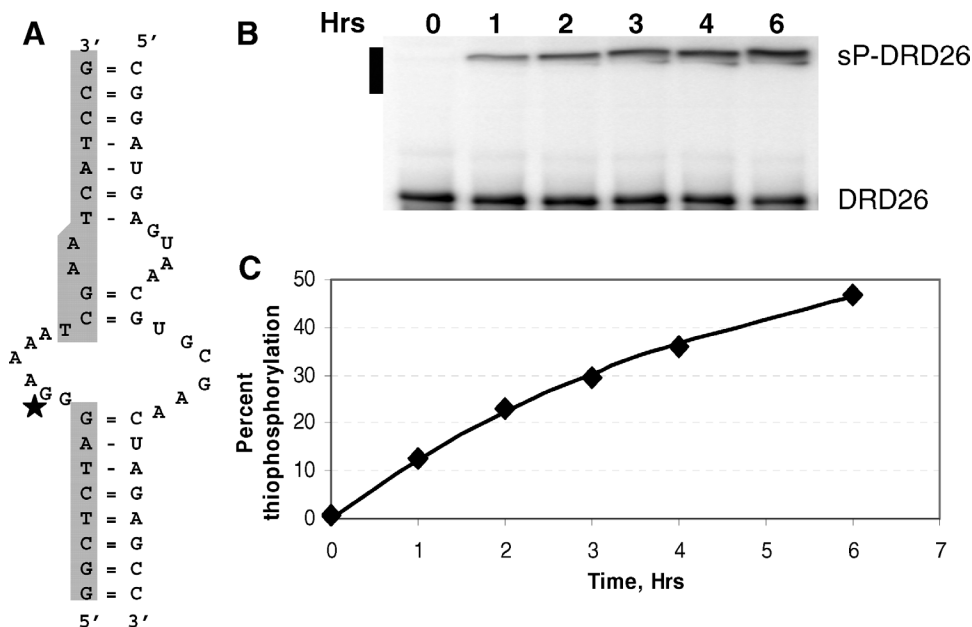 A
3′ 5′
G = C
C = G
C = G
T - A
A - U
C = G
T - A
A G U
A A A
G = C
C = G
A A A A T U G C G
A G G A A
G = C
A - U
T - A
C = G
T - A
C = G
G = C
G = C
5′ 3′
B
Hrs 0 1 2 3 4 6
sP-DRD26
DRD26
C
Percent thiophosphorylation
50
40
30
20
10
0
0 1 2 3 4 5 6 7
Time, Hrs